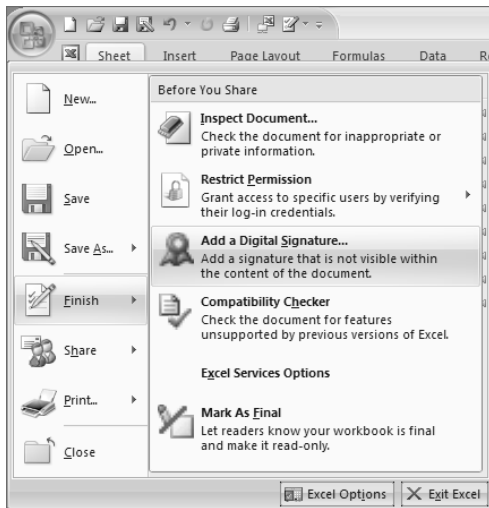 Sheet Insert Page Layout Formulas Data
New...
Open...
Save
Save As...
Finish
Share
Print...
Close
Before You Share
Inspect Document...
Check the document for inappropriate or
private information.
Restrict Permission
Grant access to specific users by verifying
their log-in credentials.
Add a Digital Signature...
Add a signature that is not visible within
the content of the document.
Compatibility Checker
Check the document for features
unsupported by previous versions of Excel.
Excel Services Options
Mark As Final
Let readers know your workbook is final
and make it read-only.
Excel Options Exit Excel